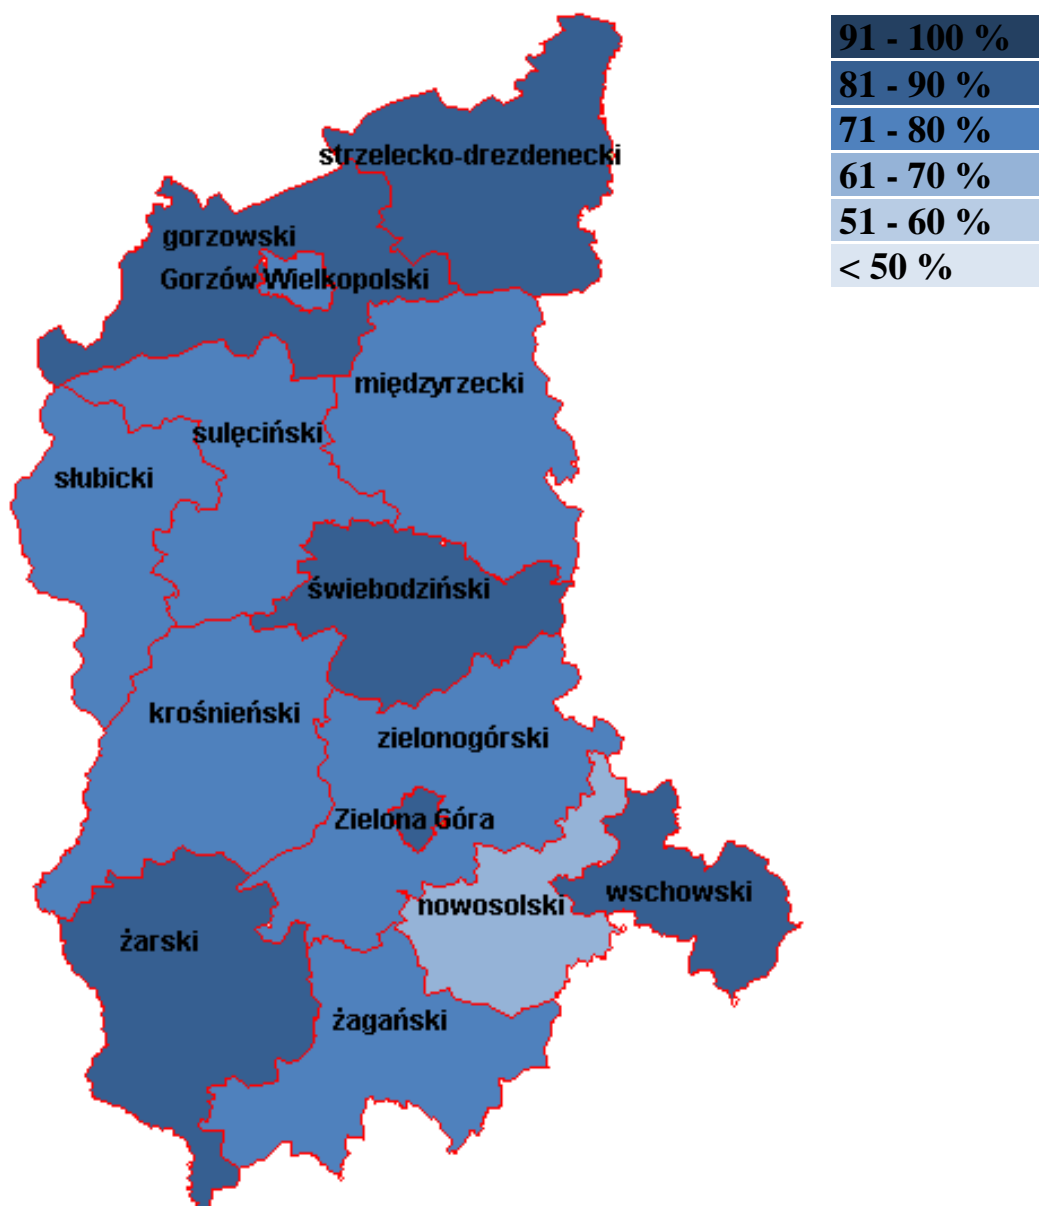 91 - 100 %
81 - 90 %
71 - 80 %
61 - 70 %
51 - 60 %
< 50 %
strzelecko-drezdenecki
gorzowski
Gorzów Wielkopolski
międzyrzecki
sulęciński
słubicki
świebodziński
krośnieński
zielonogórski
Zielona Góra
nowosolski
wschowski
żarski
żagański